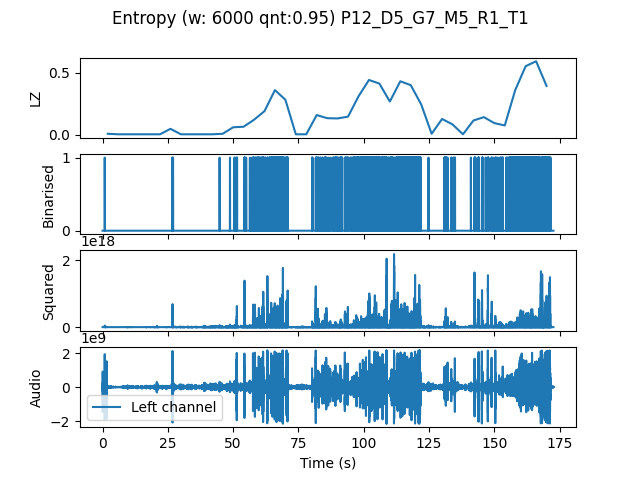 Entropy (w: 6000 qnt:0.95) P12_D5_G7_M5_R1_T1
LZ
0.5
0.0
Binarised
1
0
1e18
Squared
2
0
1e9
Audio
2
0
−2
Left channel
0 25 50 75 100 125 150 175
Time (s)